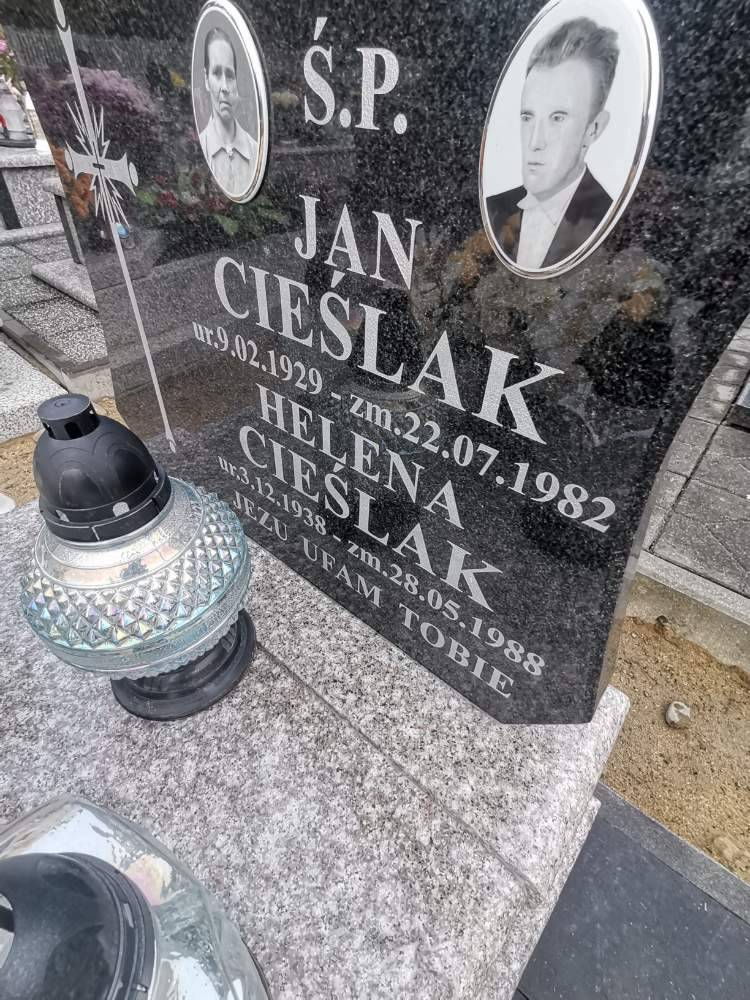 Ś.P.
JAN
CIEŚLAK
ur.9.02.1929 - zm.22.07.1982
HELENA
CIEŚLAK
ur.3.12.1938 - zm.28.05.1988
JEZU UFAM TOBIE